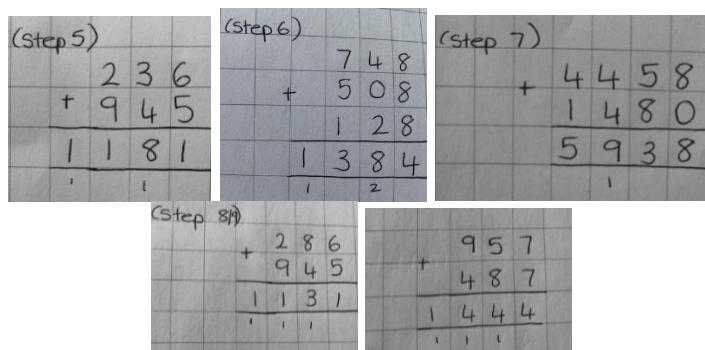 (Step 5)
2 3 6
+ 9 4 5
1 1 8 1
1 1
(Step 6)
7 4 8
+ 5 0 8
1 2 8
1 3 8 4
1 2
(Step 7)
4 4 5 8
+ 1 4 8 0
5 9 3 8
1
(Step 8/9)
2 8 6
+ 9 4 5
1 1 3 1
1 1 1
9 5 7
+ 4 8 7
1 4 4 4
1 1 1